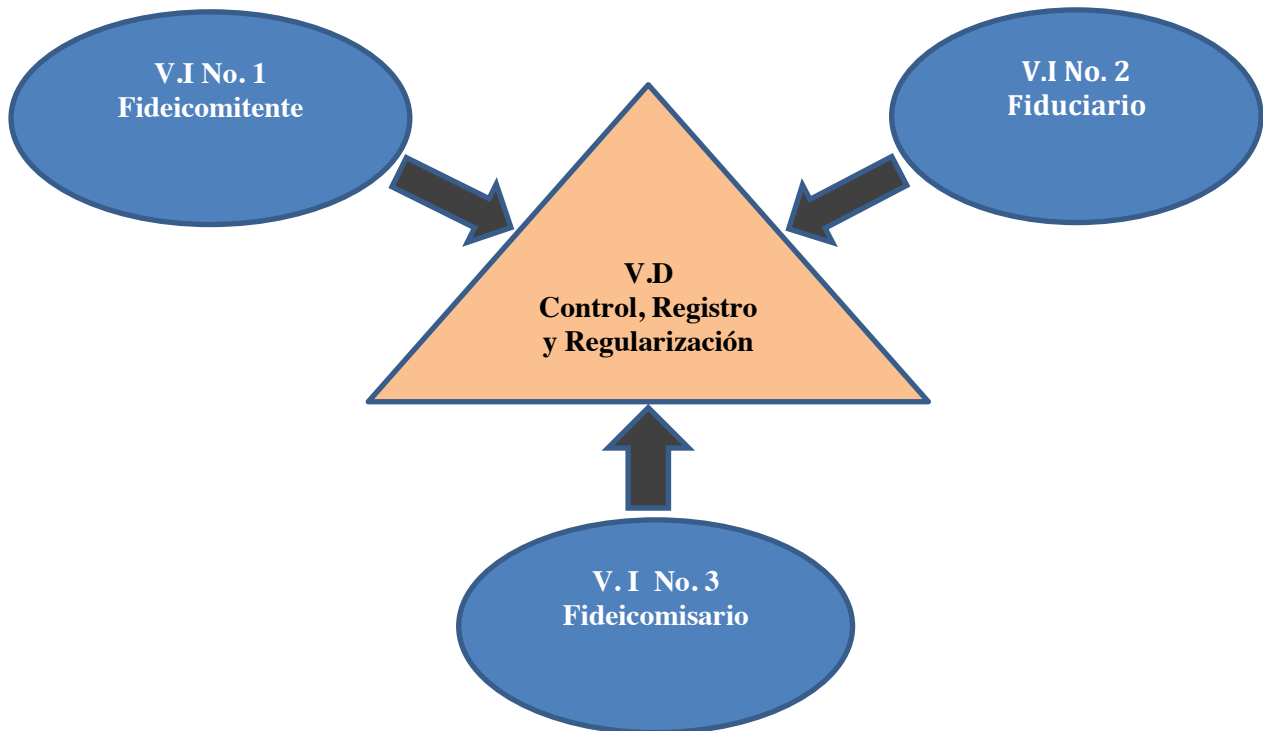 V.I No. 1
Fideicomitente
V.I No. 2
Fiduciario
V.D
Control, Registro
y Regularización
V. I  No. 3
Fideicomisario